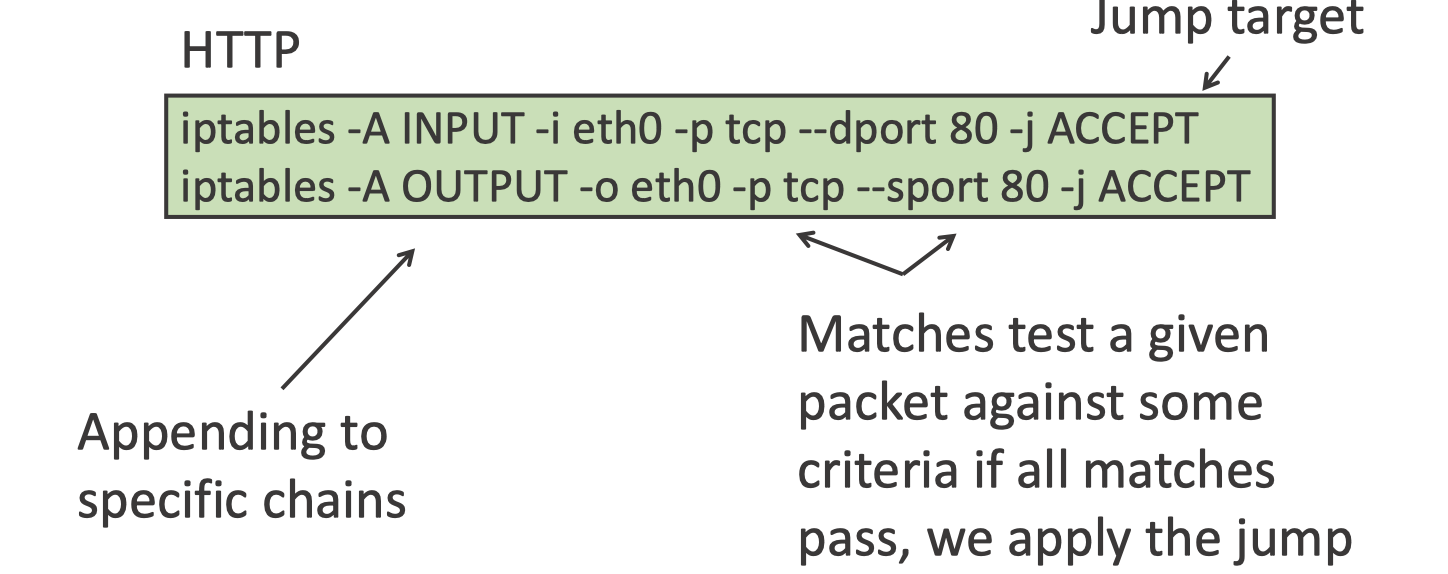 Jump target
HTTP
iptables -A INPUT -i eth0 -p tcp --dport 80 -j ACCEPT
iptables -A OUTPUT -o eth0 -p tcp --sport 80 -j ACCEPT
Appending to
specific chains
Matches test a given
packet against some
criteria if all matches
pass, we apply the jump